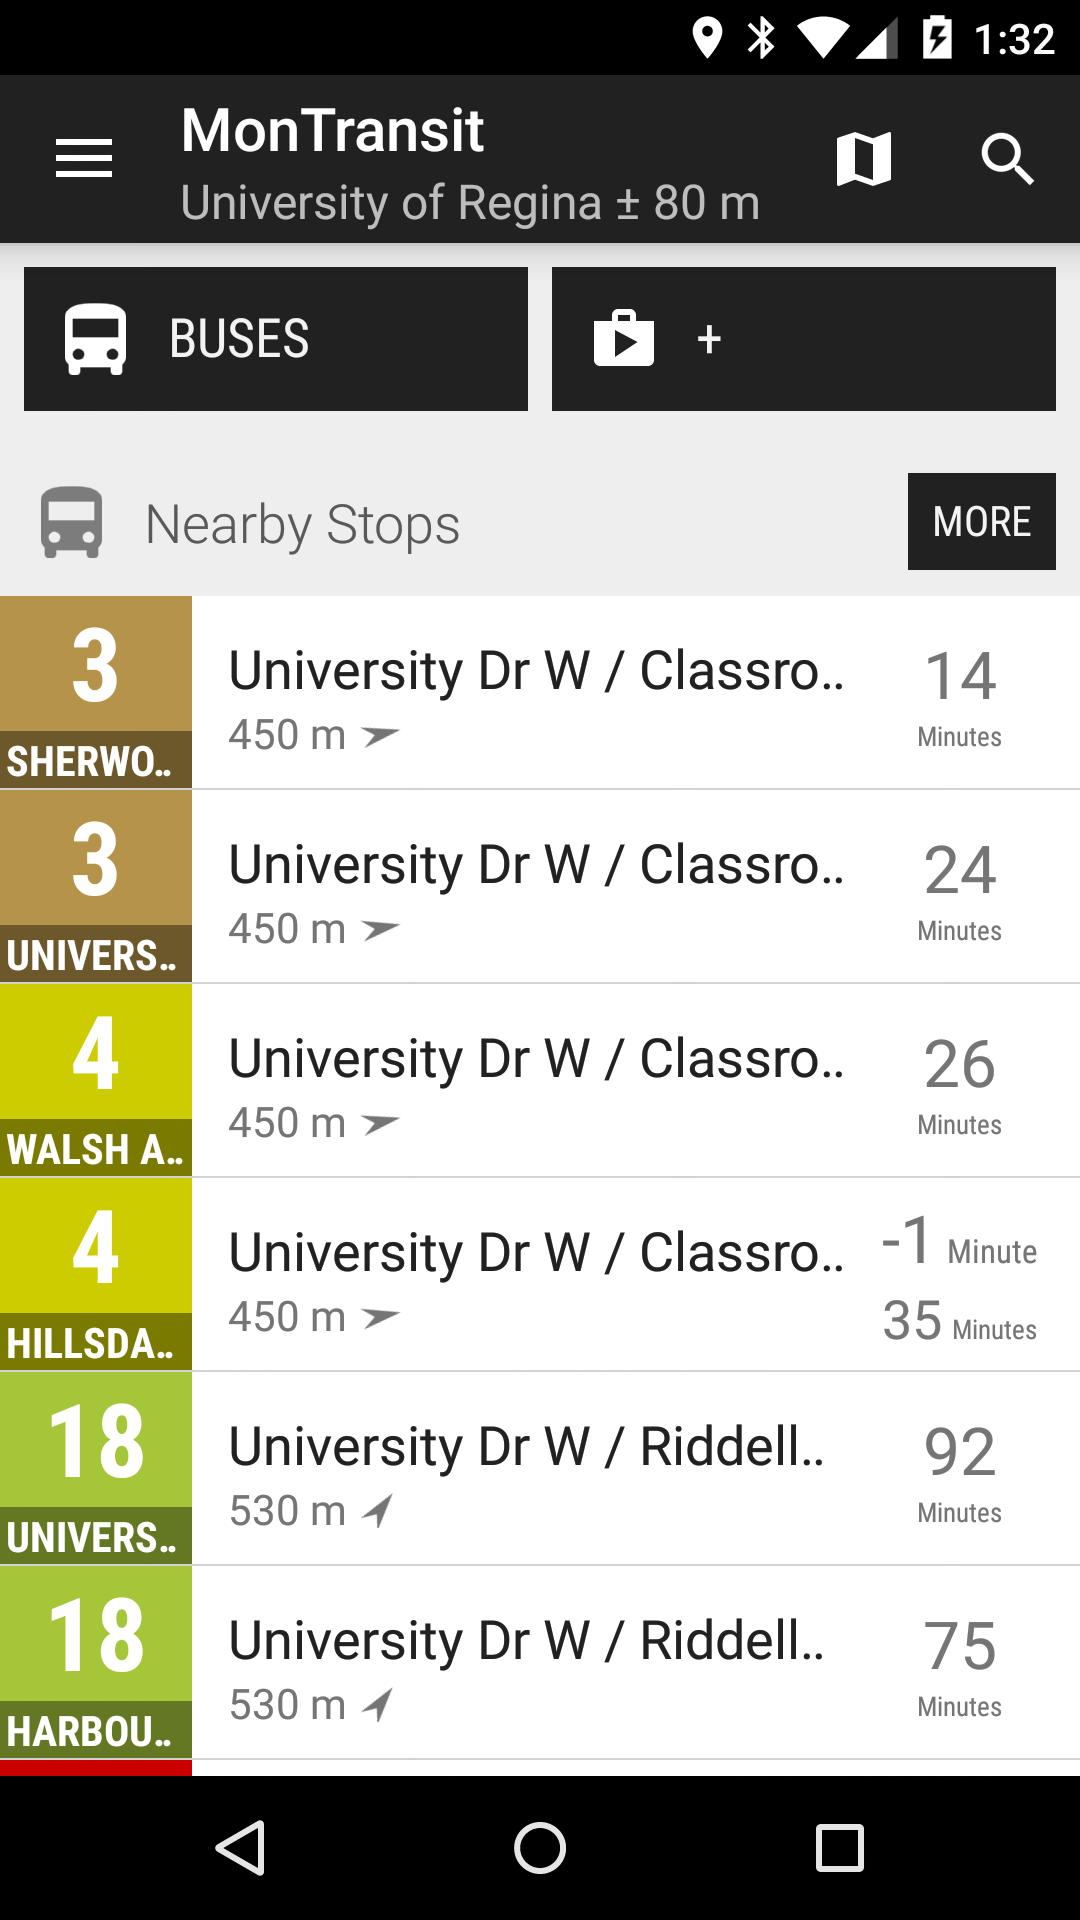 1:32
MonTransit
University of Regina ± 80 m
BUSES
+
Nearby Stops
MORE
3
SHERWO..
University Dr W / Classro..
450 m
14
Minutes
3
UNIVERS..
University Dr W / Classro..
450 m
24
Minutes
4
WALSH A..
University Dr W / Classro..
450 m
26
Minutes
4
HILLSDA..
University Dr W / Classro..
450 m
-1 Minute
35 Minutes
18
UNIVERS..
University Dr W / Riddell..
530 m
92
Minutes
18
HARBOU..
University Dr W / Riddell..
530 m
75
Minutes